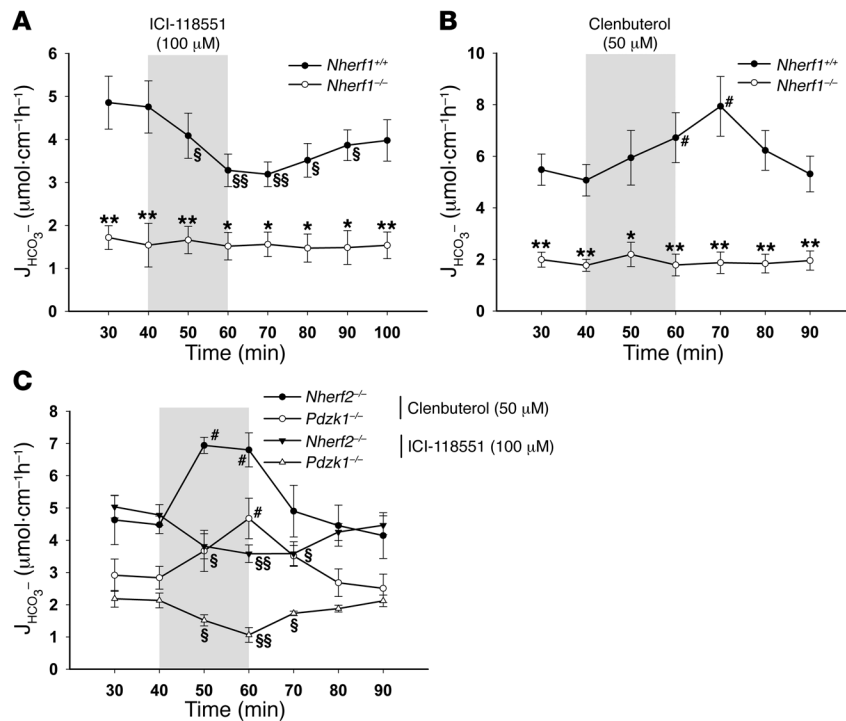 A
ICI-118551
(100 μM)
Nherf1+/+
Nherf1–/–
JHCO3– (μmol·cm–1h–1)
6
5
4
3
2
1
0
§
§§
§§
§
§
**
**
**
*
*
*
*
**
30 40 50 60 70 80 90 100
Time (min)
B
Clenbuterol
(50 μM)
Nherf1+/+
Nherf1–/–
JHCO3– (μmol·cm–1h–1)
10
8
6
4
2
0
#
#
**
**
*
**
**
**
**
30 40 50 60 70 80 90
Time (min)
C
Nherf2–/–
Pdzk1–/–
Clenbuterol (50 μM)
Nherf2–/–
Pdzk1–/–
ICI-118551 (100 μM)
JHCO3– (μmol·cm–1h–1)
8
7
6
5
4
3
2
1
0
#
#
#
§
§§
§
§
§§
§
30 40 50 60 70 80 90
Time (min)